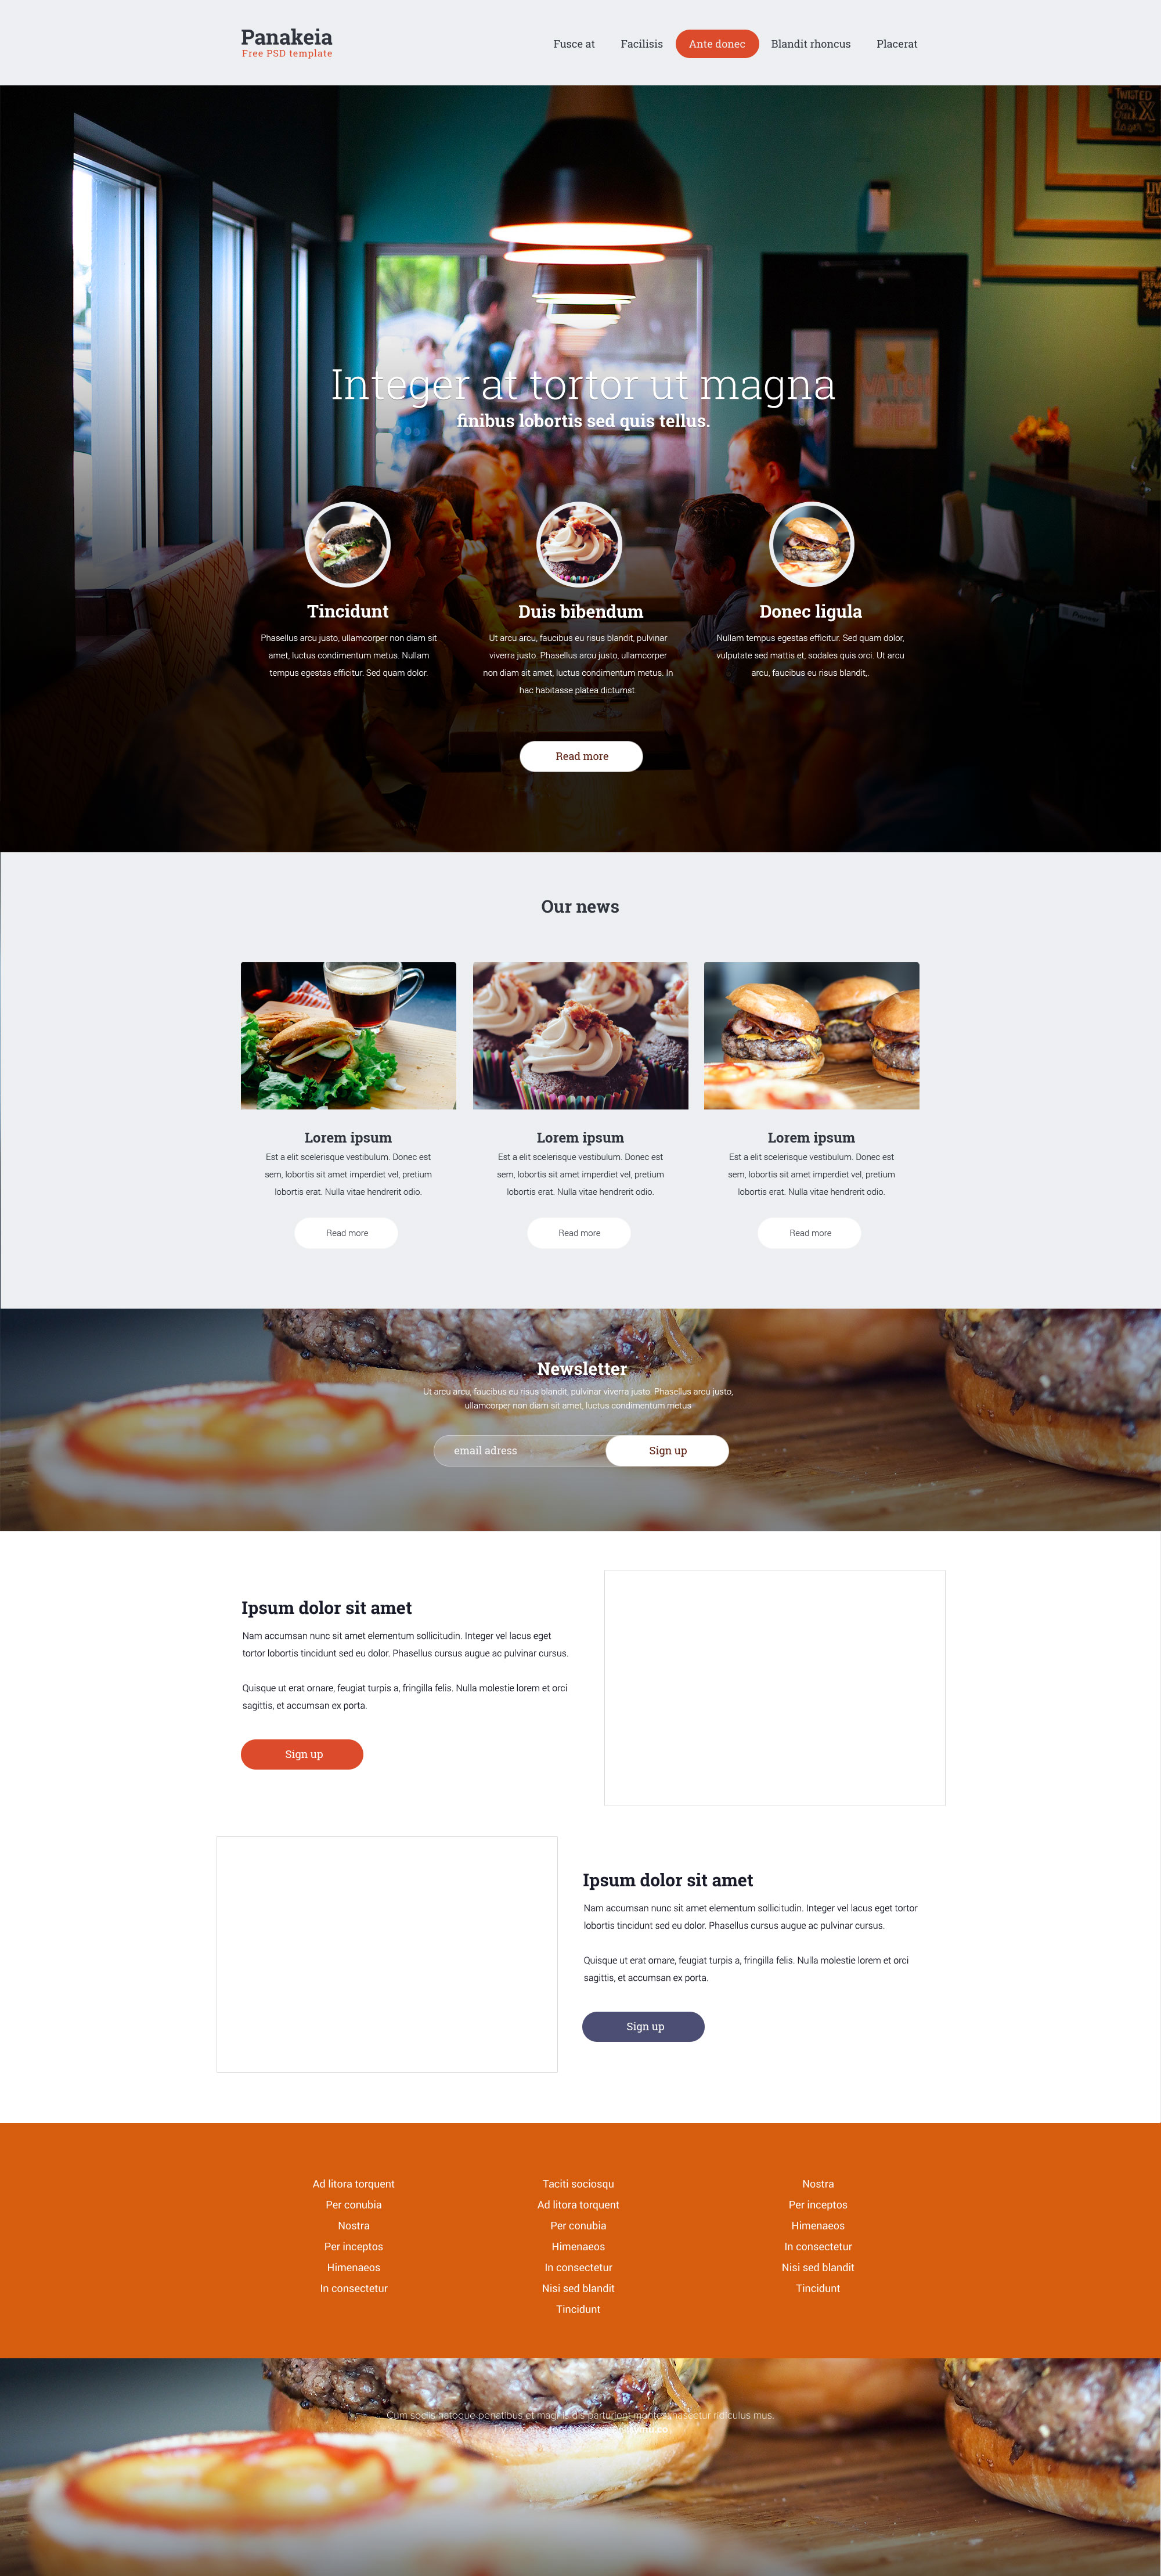 Panakeia
Free PSD template
Fusce at
Facilisis
Ante donec
Blandit rhoncus
Placerat
TWISTED
Integer at tortor ut magna
finibus lobortis sed quis tellus.
Tincidunt
Phasellus arcu justo, ullamcorper non diam sit
amet, luctus condimentum metus. Nullam
tempus egestas efficitur. Sed quam dolor.
Duis bibendum
Ut arcu arcu, faucibus eu risus blandit, pulvinar
viverra justo. Phasellus arcu justo, ullamcorper
non diam sit amet, luctus condimentum metus. In
hac habitasse platea dictumst.
Donec ligula
Nullam tempus egestas efficitur. Sed quam dolor,
vulputate sed mattis et, sodales quis orci. Ut arcu
arcu, faucibus eu risus blandit,.
Pioneer
Read more
Our news
Lorem ipsum
Est a elit scelerisque vestibulum. Donec est
sem, lobortis sit amet imperdiet vel, pretium
lobortis erat. Nulla vitae hendrerit odio.
Read more
Lorem ipsum
Est a elit scelerisque vestibulum. Donec est
sem, lobortis sit amet imperdiet vel, pretium
lobortis erat. Nulla vitae hendrerit odio.
Read more
Lorem ipsum
Est a elit scelerisque vestibulum. Donec est
sem, lobortis sit amet imperdiet vel, pretium
lobortis erat. Nulla vitae hendrerit odio.
Read more
Newsletter
Ut arcu arcu, faucibus eu risus blandit, pulvinar viverra justo. Phasellus arcu justo,
ullamcorper non diam sit amet, luctus condimentum metus
email adress
Sign up
Ipsum dolor sit amet
Nam accumsan nunc sit amet elementum sollicitudin. Integer vel lacus eget
tortor lobortis tincidunt sed eu dolor. Phasellus cursus augue ac pulvinar cursus.
Quisque ut erat ornare, feugiat turpis a, fringilla felis. Nulla molestie lorem et orci
sagittis, et accumsan ex porta.
Sign up
Ipsum dolor sit amet
Nam accumsan nunc sit amet elementum sollicitudin. Integer vel lacus eget tortor
lobortis tincidunt sed eu dolor. Phasellus cursus augue ac pulvinar cursus.
Quisque ut erat ornare, feugiat turpis a, fringilla felis. Nulla molestie lorem et orci
sagittis, et accumsan ex porta.
Sign up
Ad litora torquent
Per conubia
Nostra
Per inceptos
Himenaeos
In consectetur
Taciti sociosqu
Ad litora torquent
Per conubia
Himenaeos
In consectetur
Nisi sed blandit
Tincidunt
Nostra
Per inceptos
Himenaeos
In consectetur
Nisi sed blandit
Tincidunt
Cum sociis natoque penatibus et magnis dis parturient montes, nascetur ridiculus mus.